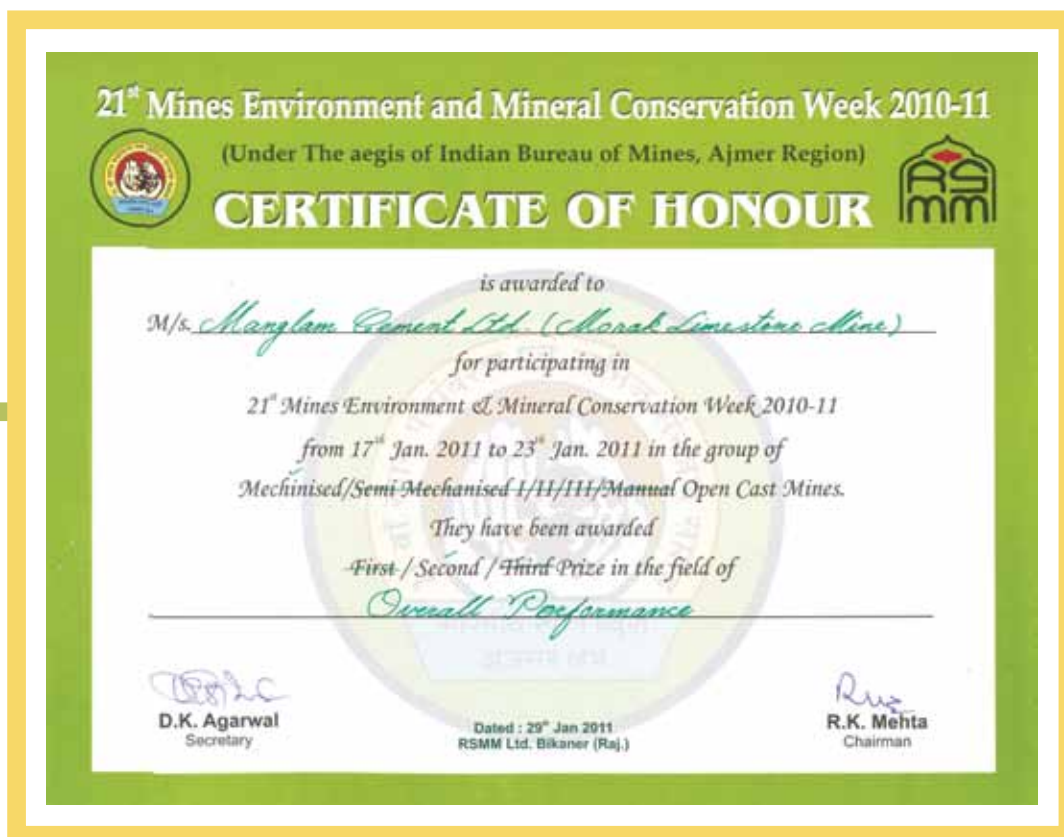 21st Mines Environment and Mineral Conservation Week 2010-11
(Under The aegis of Indian Bureau of Mines, Ajmer Region)
CERTIFICATE OF HONOUR
RS
mm
is awarded to
M/s. Manglam Cement Ltd. (Morak Limestone Mine)
for participating in
21st Mines Environment & Mineral Conservation Week 2010-11
from 17th Jan. 2011 to 23th Jan. 2011 in the group of
Mechinised/Semi Mechanised I/II/III/Manual Open Cast Mines.
They have been awarded
First / Second / Third Prize in the field of
Overall Performance
D.K. Agarwal
Secretary
Dated : 29th Jan 2011
RSMM Ltd. Bikaner (Raj.)
R.K. Mehta
Chairman